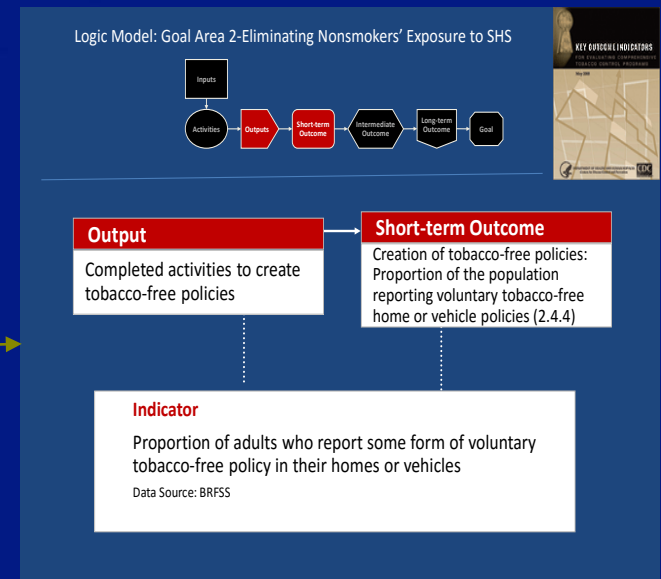 Logic Model: Goal Area 2-Eliminating Nonsmokers’ Exposure to SHS
KEY OUTCOME INDICATORS
FOR EVALUATING COMPREHENSIVE
TOBACCO CONTROL PROGRAMS
Inputs
Activities
Outputs
Short-term
Outcome
Intermediate
Outcome
Long-term
Outcome
Goal
CDC
Output
Completed activities to create
tobacco-free policies
Short-term Outcome
Creation of tobacco-free policies:
Proportion of the population
reporting voluntary tobacco-free
home or vehicle policies (2.4.4)
Indicator
Proportion of adults who report some form of voluntary
tobacco-free policy in their homes or vehicles
Data Source: BRFSS